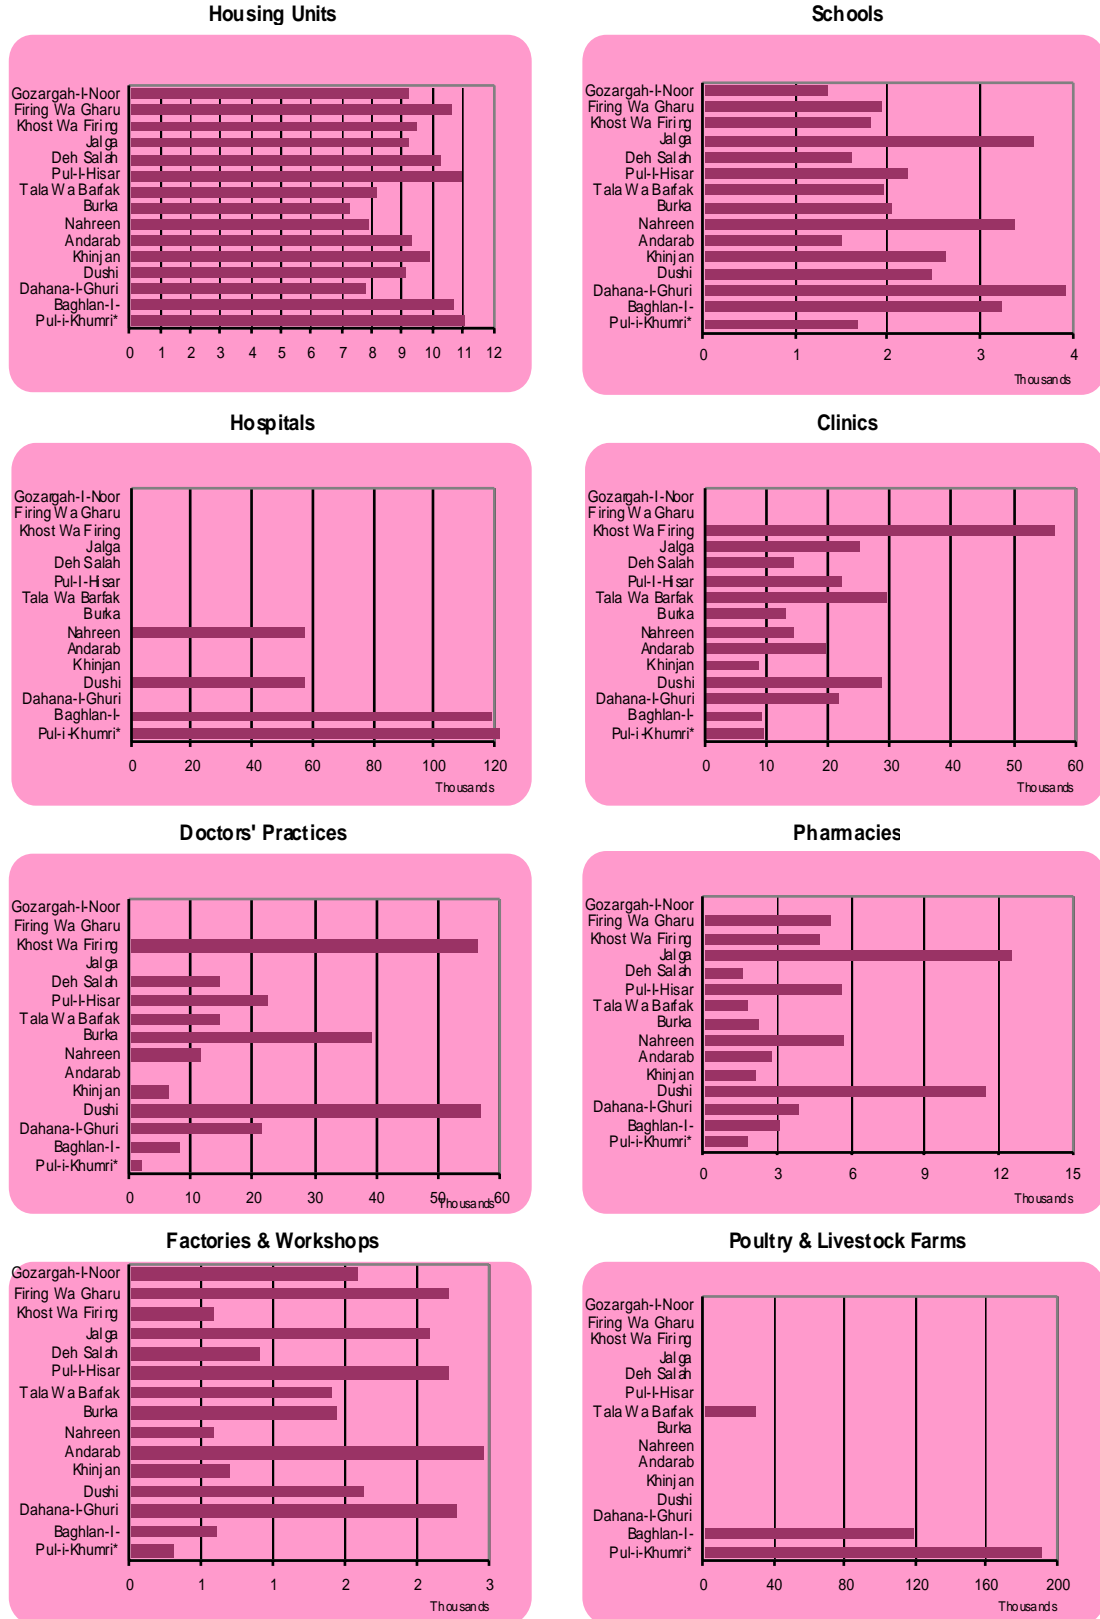 Housing Units
Gozargah-I-Noor
Firing Wa Gharu
Khost Wa Firing
Jalga
Deh Salah
Pul-I-Hisar
Tala Wa Barfak
Burka
Nahreen
Andarab
Khinjan
Dushi
Dahana-I-Ghuri
Baghlan-I-
Pul-i-Khumri*
0 1 2 3 4 5 6 7 8 9 10 11 12
Schools
Gozargah-I-Noor
Firing Wa Gharu
Khost Wa Firing
Jalga
Deh Salah
Pul-I-Hisar
Tala Wa Barfak
Burka
Nahreen
Andarab
Khinjan
Dushi
Dahana-I-Ghuri
Baghlan-I-
Pul-i-Khumri*
0 1 2 3 4
Thousands
Hospitals
Gozargah-I-Noor
Firing Wa Gharu
Khost Wa Firing
Jalga
Deh Salah
Pul-I-Hisar
Tala Wa Barfak
Burka
Nahreen
Andarab
Khinjan
Dushi
Dahana-I-Ghuri
Baghlan-I-
Pul-i-Khumri*
0 20 40 60 80 100 120
Thousands
Clinics
Gozargah-I-Noor
Firing Wa Gharu
Khost Wa Firing
Jalga
Deh Salah
Pul-I-Hisar
Tala Wa Barfak
Burka
Nahreen
Andarab
Khinjan
Dushi
Dahana-I-Ghuri
Baghlan-I-
Pul-i-Khumri*
0 10 20 30 40 50 60
Thousands
Doctors' Practices
Gozargah-I-Noor
Firing Wa Gharu
Khost Wa Firing
Jalga
Deh Salah
Pul-I-Hisar
Tala Wa Barfak
Burka
Nahreen
Andarab
Khinjan
Dushi
Dahana-I-Ghuri
Baghlan-I-
Pul-i-Khumri*
0 10 20 30 40 50 60
Thousands
Pharmacies
Gozargah-I-Noor
Firing Wa Gharu
Khost Wa Firing
Jalga
Deh Salah
Pul-I-Hisar
Tala Wa Barfak
Burka
Nahreen
Andarab
Khinjan
Dushi
Dahana-I-Ghuri
Baghlan-I-
Pul-i-Khumri*
0 3 6 9 12 15
Thousands
Factories & Workshops
Gozargah-I-Noor
Firing Wa Gharu
Khost Wa Firing
Jalga
Deh Salah
Pul-I-Hisar
Tala Wa Barfak
Burka
Nahreen
Andarab
Khinjan
Dushi
Dahana-I-Ghuri
Baghlan-I-
Pul-i-Khumri*
0 1 1 2 2 3
Thousands
Poultry & Livestock Farms
Gozargah-I-Noor
Firing Wa Gharu
Khost Wa Firing
Jalga
Deh Salah
Pul-I-Hisar
Tala Wa Barfak
Burka
Nahreen
Andarab
Khinjan
Dushi
Dahana-I-Ghuri
Baghlan-I-
Pul-i-Khumri*
0 40 80 120 160 200
Thousands